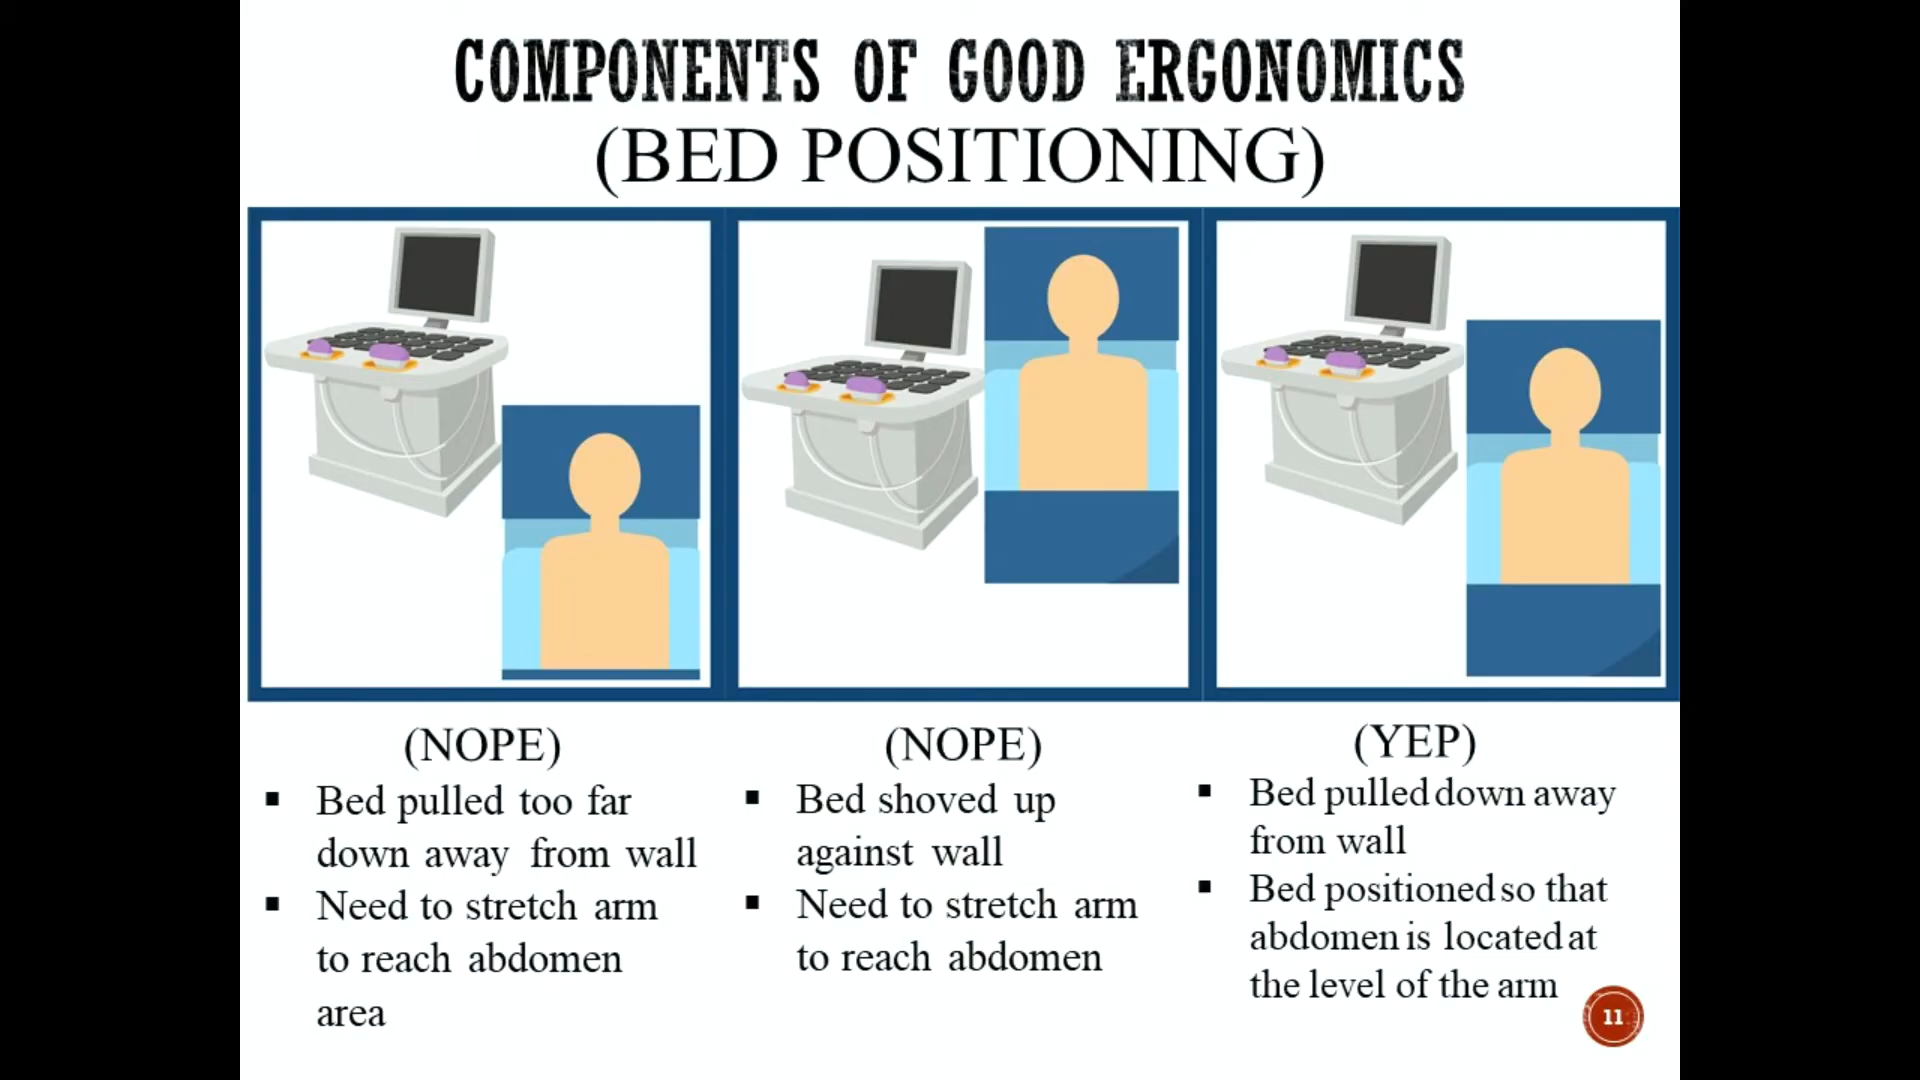 COMPONENTS OF GOOD ERGONOMICS
(BED POSITIONING)
(NOPE)
▪ Bed pulled too far
down away from wall
▪ Need to stretch arm
to reach abdomen
area
(NOPE)
▪ Bed shoved up
against wall
▪ Need to stretch arm
to reach abdomen
(YEP)
▪ Bed pulled down away
from wall
▪ Bed positioned so that
abdomen is located at
the level of the arm
11